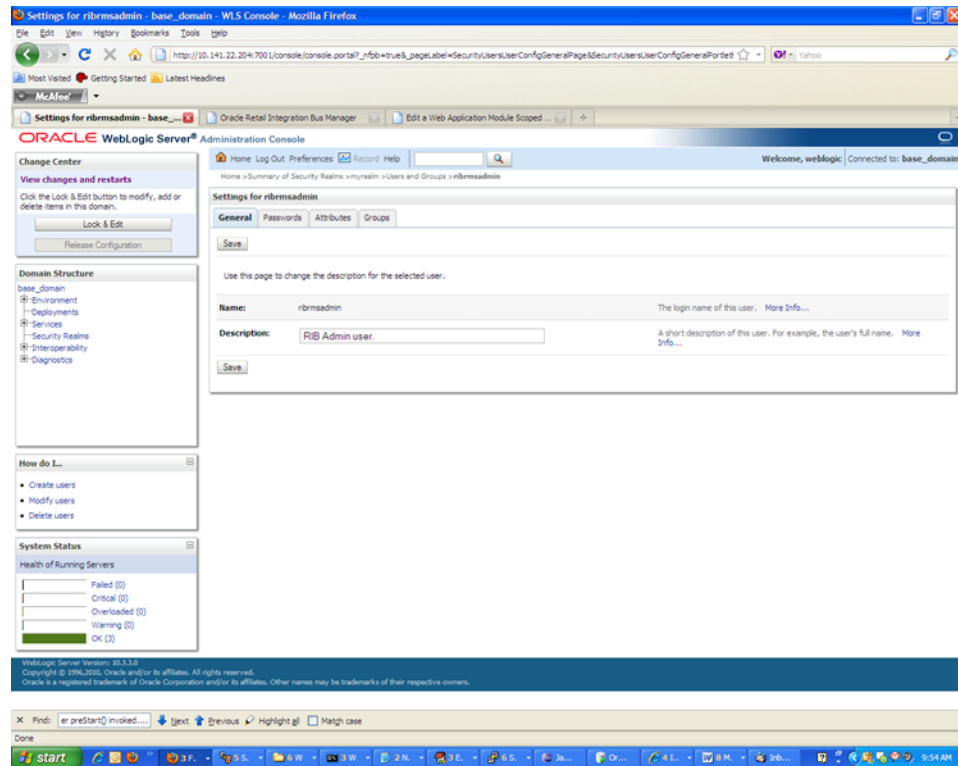 Settings for ribrmsadmin - base_domain - WLS Console - Mozilla Firefox
File Edit View History Bookmarks Tools Help
http://10.141.22.204:7001/console/console.portal?_nfpb=true&_pageLabel=SecurityUsersUserConfigGeneralPage&SecurityUsersUserConfigGeneralPortlet
Yahoo
Most Visited Getting Started Latest Headlines
McAfee
Settings for ribrmsadmin - base_... Oracle Retail Integration Bus Manager Edit a Web Application Module Scoped ...
ORACLE WebLogic Server® Administration Console
Change Center
View changes and restarts
Click the Lock & Edit button to modify, add or
delete items in this domain.
Lock & Edit
Release Configuration
Domain Structure
base_domain
Environment
Deployments
Services
Security Realms
Interoperability
Diagnostics
How do I...
Create users
Modify users
Delete users
System Status
Health of Running Servers
Failed (0)
Critical (0)
Overloaded (0)
Warning (0)
OK (3)
Home Log Out Preferences Record Help
Welcome, weblogic Connected to: base_domain
Home >Summary of Security Realms >myrealm >Users and Groups >ribrmsadmin
Settings for ribrmsadmin
General Passwords Attributes Groups
Save
Use this page to change the description for the selected user.
Name: ribrmsadmin The login name of this user. More Info...
Description: RIB Admin user. A short description of this user. For example, the user's full name. More
Info...
Save
WebLogic Server Version: 10.3.3.0
Copyright © 1996,2010, Oracle and/or its affiliates. All rights reserved.
Oracle is a registered trademark of Oracle Corporation and/or its affiliates. Other names may be trademarks of their respective owners.
Find: er preStart() invoked.... Next Previous Highlight all Match case
Done
start 3 F. 5 S. 6 W 3 W 2 N. 3 E. 6 S. Ja... Or... 4 L. 8 M. Inb... 9:54 AM